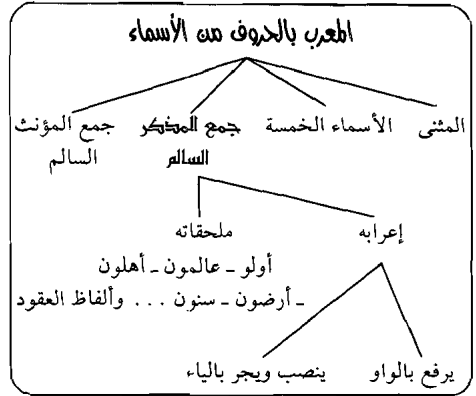 المعرب بالحروف من الأسماء
المثنى الأسماء الخمسة جمع المذكر السالم جمع المؤنث السالم
إعرابه ملحقاته
أولو ـ عالمون ـ أهلون
ـ أرضون ـ سنون ... وألفاظ العقود
يرفع بالواو ينصب ويجر بالياء